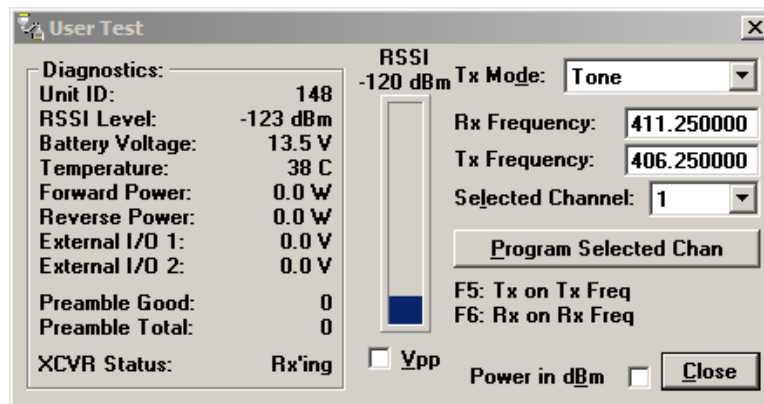 User Test
Diagnostics:
Unit ID: 148
RSSI Level: -123 dBm
Battery Voltage: 13.5 V
Temperature: 38 C
Forward Power: 0.0 W
Reverse Power: 0.0 W
External I/O 1: 0.0 V
External I/O 2: 0.0 V
Preamble Good: 0
Preamble Total: 0
XCVR Status: Rx'ing
RSSI
-120 dBm
Vpp
Tx Mode: Tone
Rx Frequency: 411.250000
Tx Frequency: 406.250000
Selected Channel: 1
Program Selected Chan
F5: Tx on Tx Freq
F6: Rx on Rx Freq
Power in dBm
Close